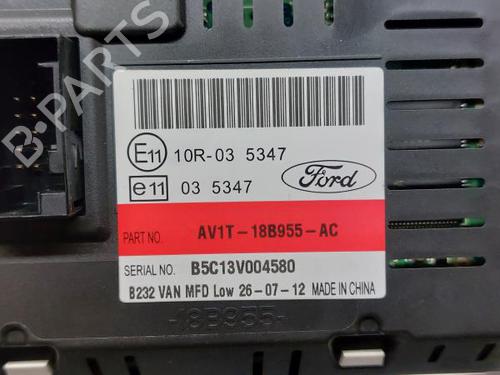 B-PARTS
E11 10R-03 5347
e11 03 5347
Ford
PART NO. AV1T-18B955-AC
SERIAL NO. B5C13V004580
B232 VAN MFD Low 26-07-12 MADE IN CHINA
-18B955-